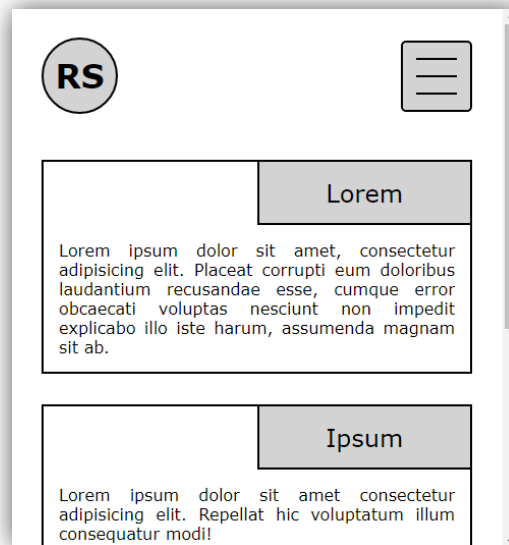 RS
Lorem
Lorem ipsum dolor sit amet, consectetur
adipisicing elit. Placeat corrupti eum doloribus
laudantium recusandae esse, cumque error
obcaecati voluptas nesciunt non impedit
explicabo illo iste harum, assumenda magnam
sit ab.
Ipsum
Lorem ipsum dolor sit amet consectetur
adipisicing elit. Repellat hic voluptatum illum
consequatur modi!